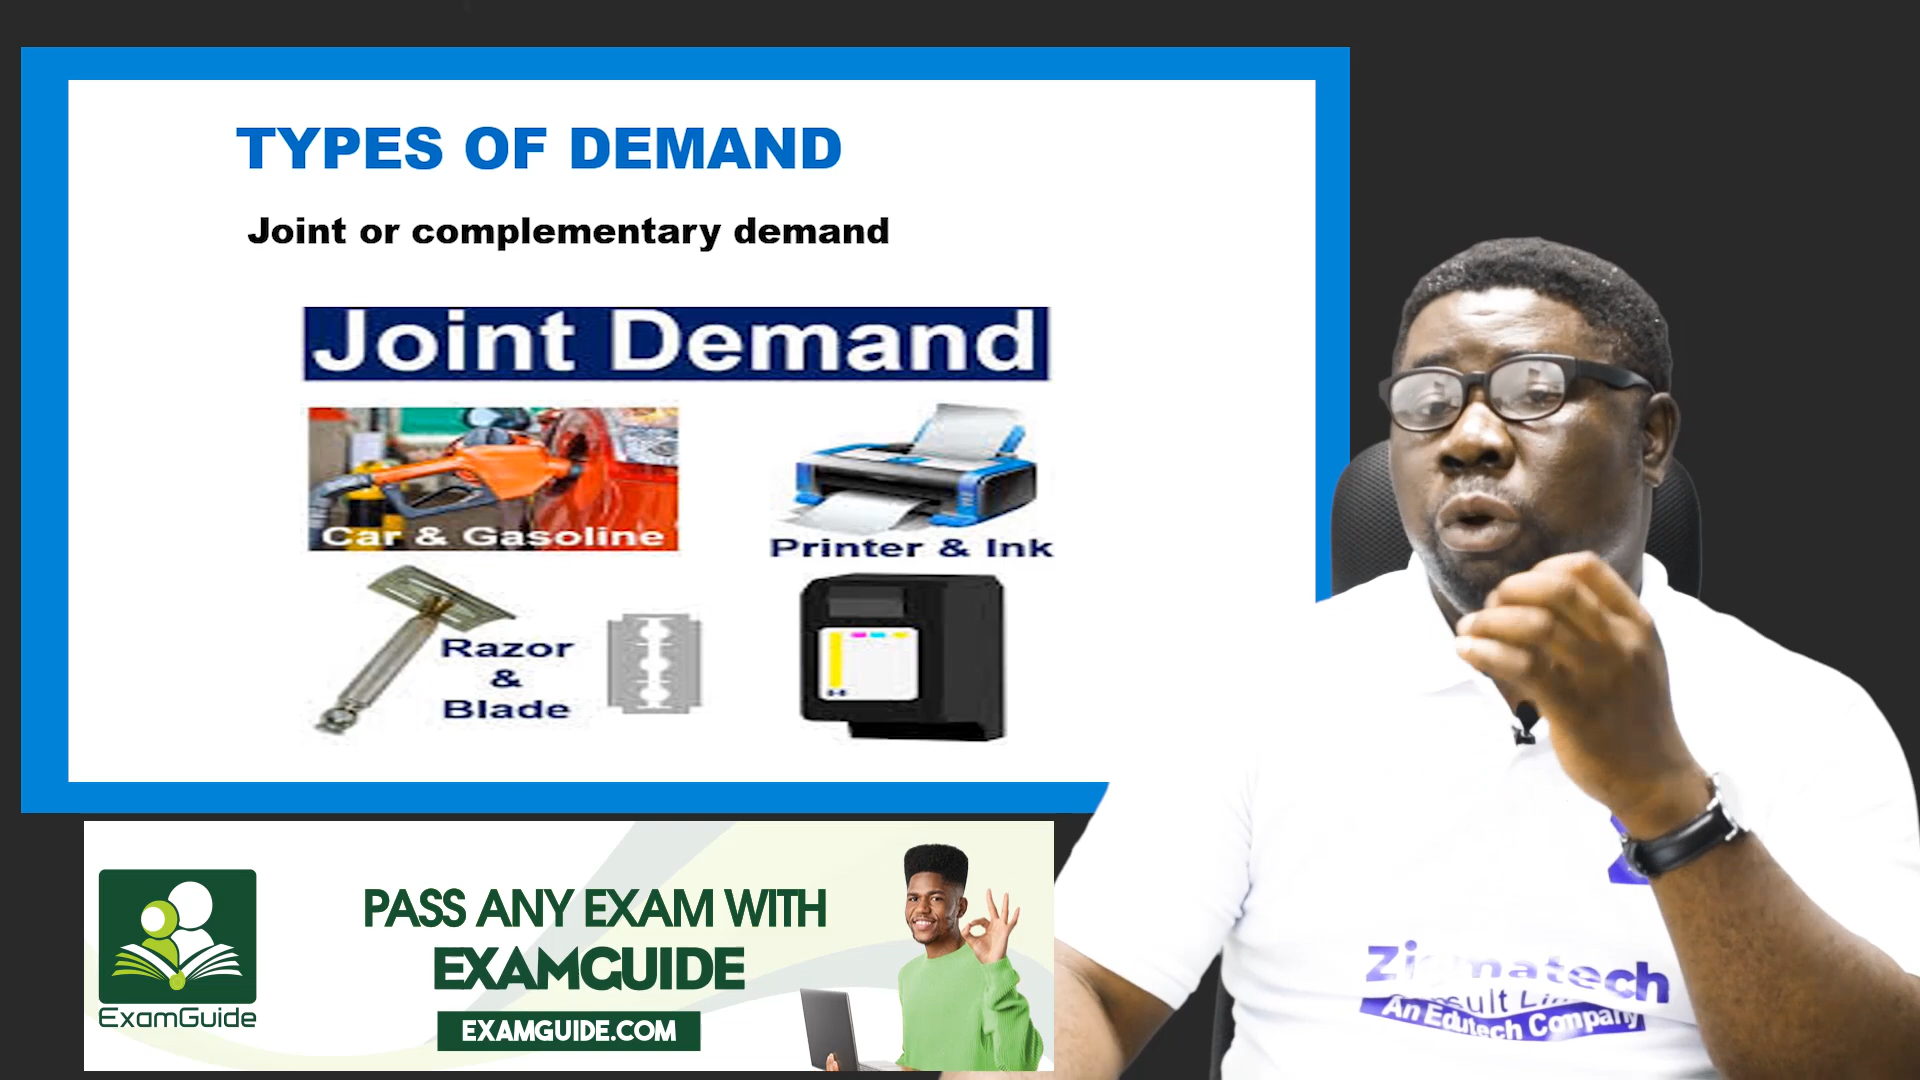 TYPES OF DEMAND
Joint or complementary demand
Joint Demand
Car & Gasoline
Printer & Ink
Razor
&
Blade
ExamGuide
PASS ANY EXAM WITH
EXAMGUIDE
EXAMGUIDE.COM
An Edutech Company